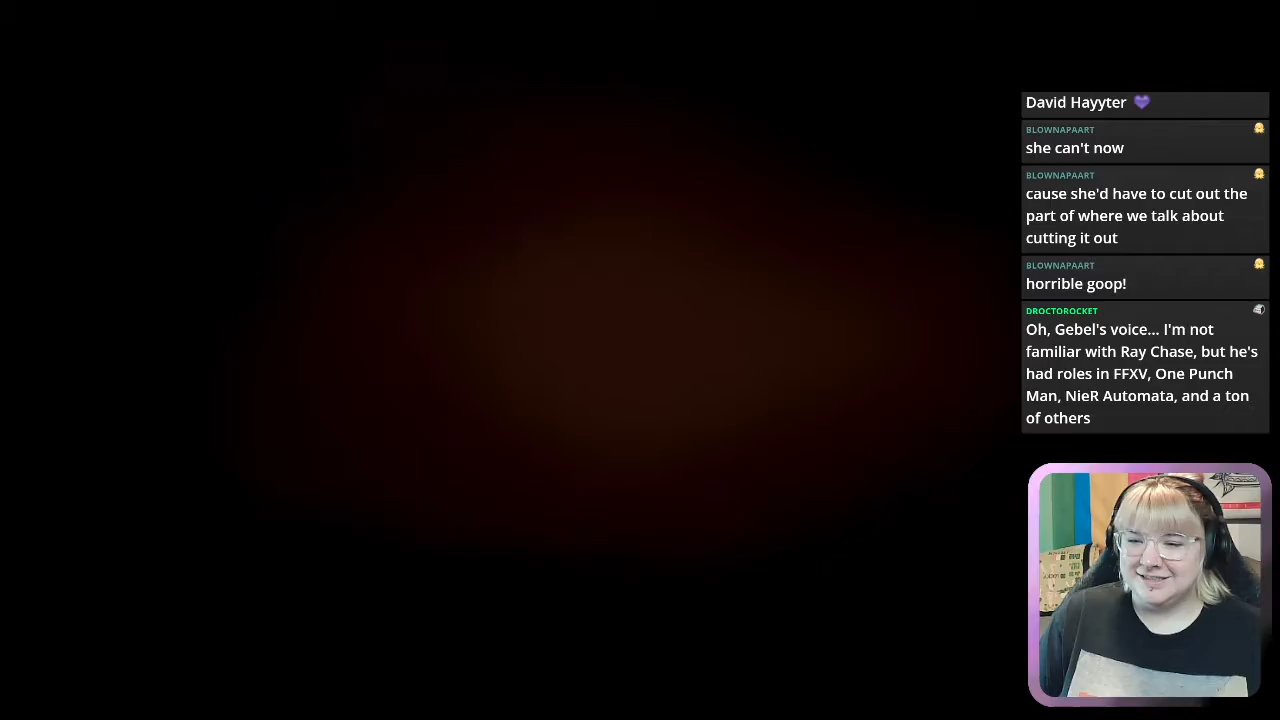 David Hayyter 💜
BLOWNAPAART
she can't now
BLOWNAPAART
cause she'd have to cut out the
part of where we talk about
cutting it out
BLOWNAPAART
horrible goop!
DROCTOROCKET
Oh, Gebel's voice... I'm not
familiar with Ray Chase, but he's
had roles in FFXV, One Punch
Man, NieR Automata, and a ton
of others